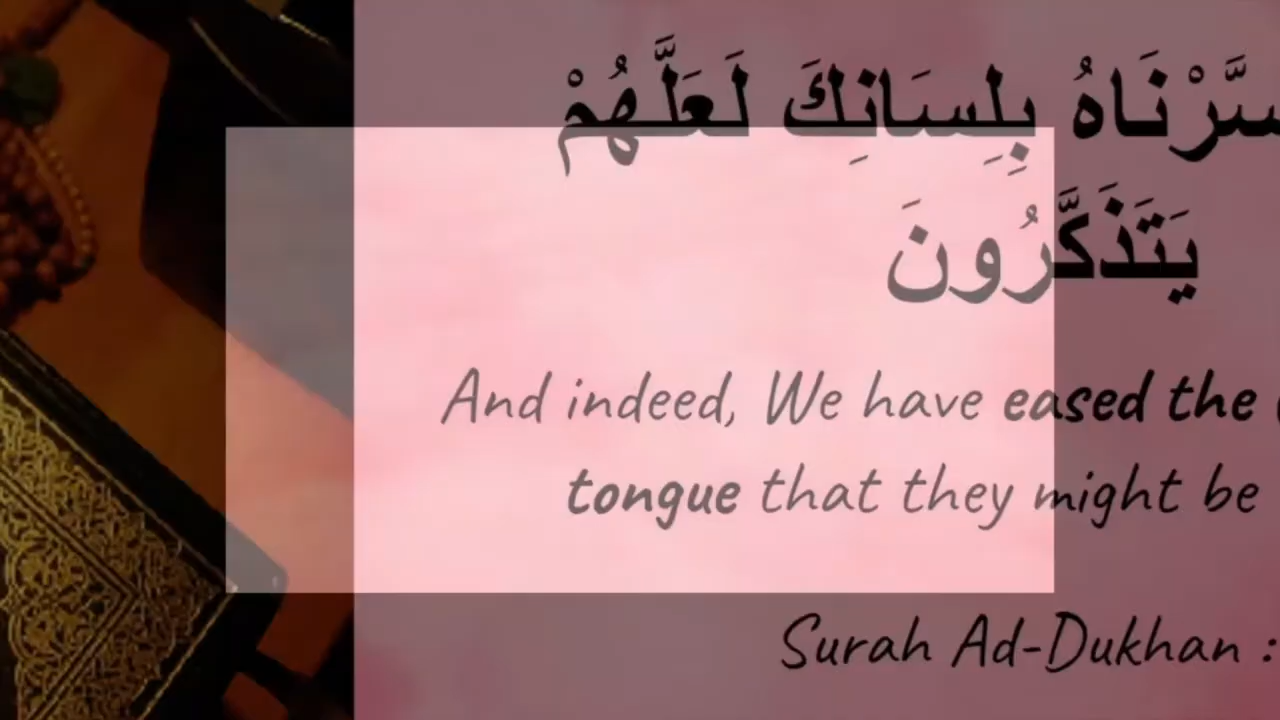 سَّرْنَاهُ بِلِسَانِكَ لَعَلَّهُمْ
يَتَذَكَّرُونَ
And indeed, We have eased the
tongue that they might be
Surah Ad-Dukhan :